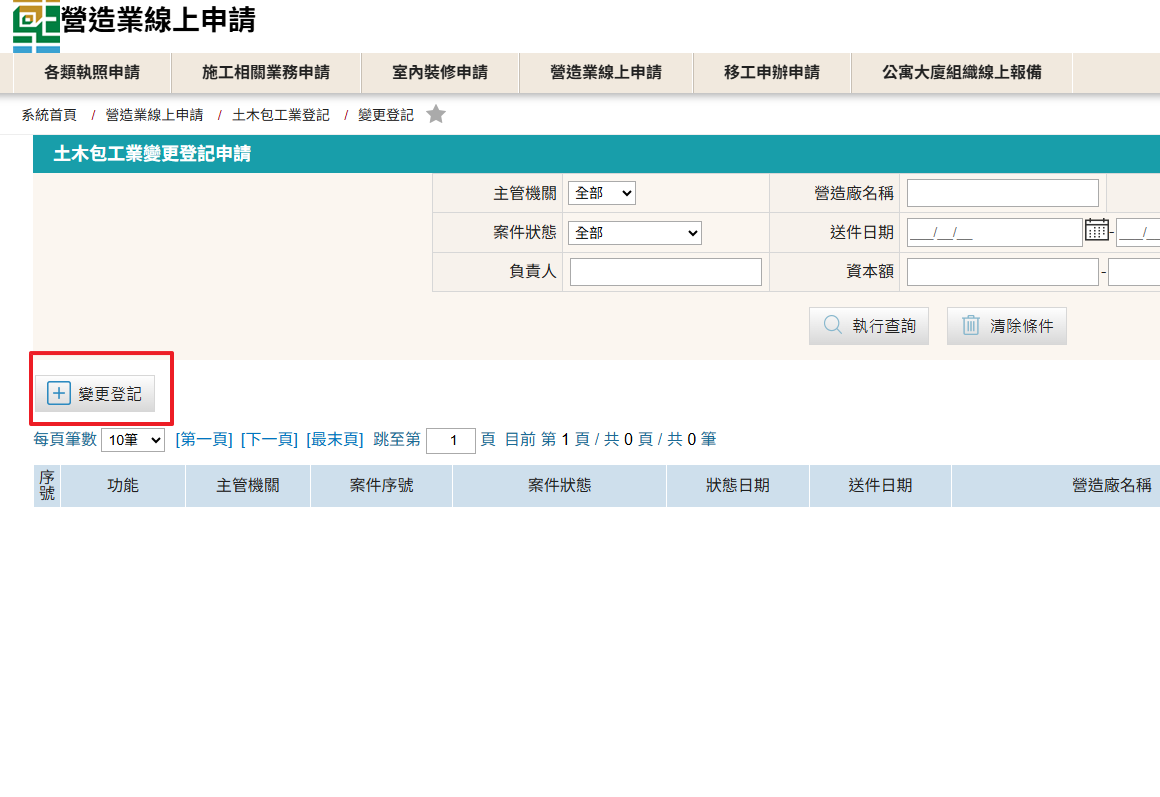 營造業線上申請
各類執照申請 施工相關業務申請 室內裝修申請 營造業線上申請 移工申辦申請 公寓大廈組織線上報備
系統首頁 / 營造業線上申請 / 土木包工業登記 / 變更登記
土木包工業變更登記申請
主管機關 全部 營造廠名稱
案件狀態 全部 送件日期 ___/__/__ - ___/__
負責人 資本額 -
執行查詢 清除條件
變更登記
每頁筆數 10筆 [第一頁] [下一頁] [最末頁] 跳至第 1 頁 目前 第 1 頁 / 共 0 頁 / 共 0 筆
序號 功能 主管機關 案件序號 案件狀態 狀態日期 送件日期 營造廠名稱